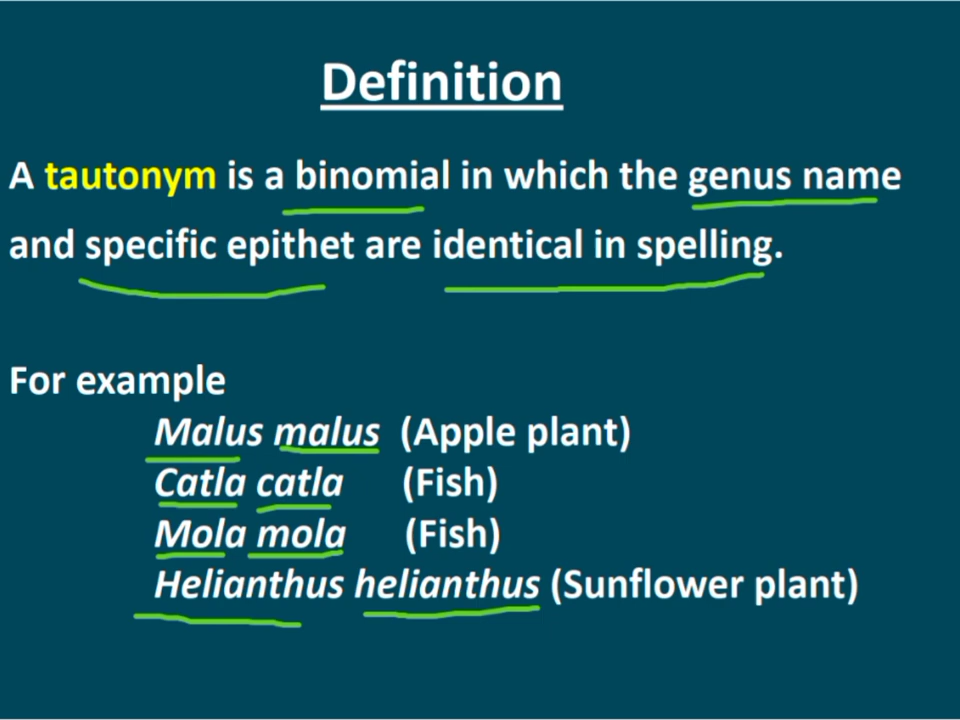 Definition
A tautonym is a binomial in which the genus name
and specific epithet are identical in spelling.
For example
Malus malus (Apple plant)
Catla catla (Fish)
Mola mola (Fish)
Helianthus helianthus (Sunflower plant)